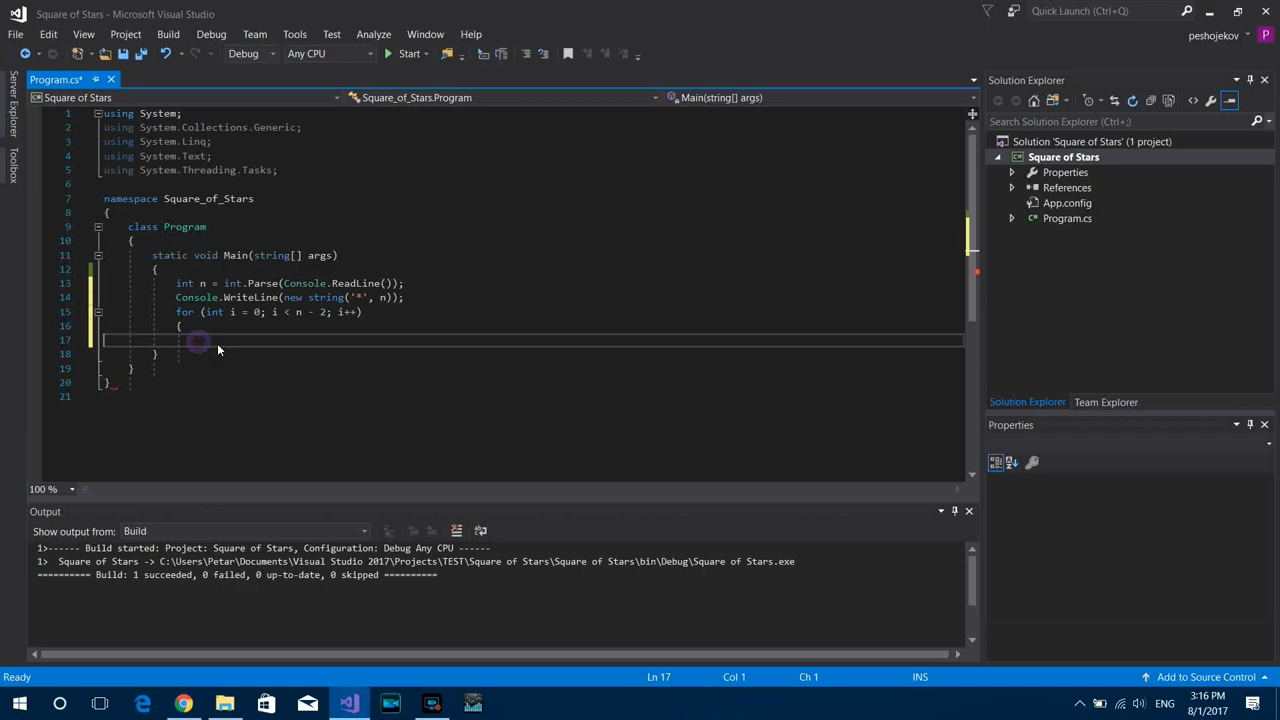 Square of Stars - Microsoft Visual Studio
Quick Launch (Ctrl+Q)
File Edit View Project Build Debug Team Tools Test Analyze Window Help
peshojekov P
Debug Any CPU Start
Server Explorer
Toolbox
Program.cs*
Square of Stars Square_of_Stars.Program Main(string[] args)
1 using System;
2 using System.Collections.Generic;
3 using System.Linq;
4 using System.Text;
5 using System.Threading.Tasks;
6
7 namespace Square_of_Stars
8 {
9 class Program
10 {
11 static void Main(string[] args)
12 {
13 int n = int.Parse(Console.ReadLine());
14 Console.WriteLine(new string('*', n));
15 for (int i = 0; i < n - 2; i++)
16 {
17
18 }
19 }
20 }
21
100 %
Solution Explorer
Search Solution Explorer (Ctrl+;)
Solution 'Square of Stars' (1 project)
Square of Stars
Properties
References
App.config
Program.cs
Solution Explorer Team Explorer
Properties
Output
Show output from: Build
1>------ Build started: Project: Square of Stars, Configuration: Debug Any CPU ------
1> Square of Stars -> C:\Users\Petar\Documents\Visual Studio 2017\Projects\TEST\Square of Stars\Square of Stars\bin\Debug\Square of Stars.exe
========== Build: 1 succeeded, 0 failed, 0 up-to-date, 0 skipped ==========
Ready Ln 17 Col 1 Ch 1 INS Add to Source Control
ENG
3:16 PM
8/1/2017